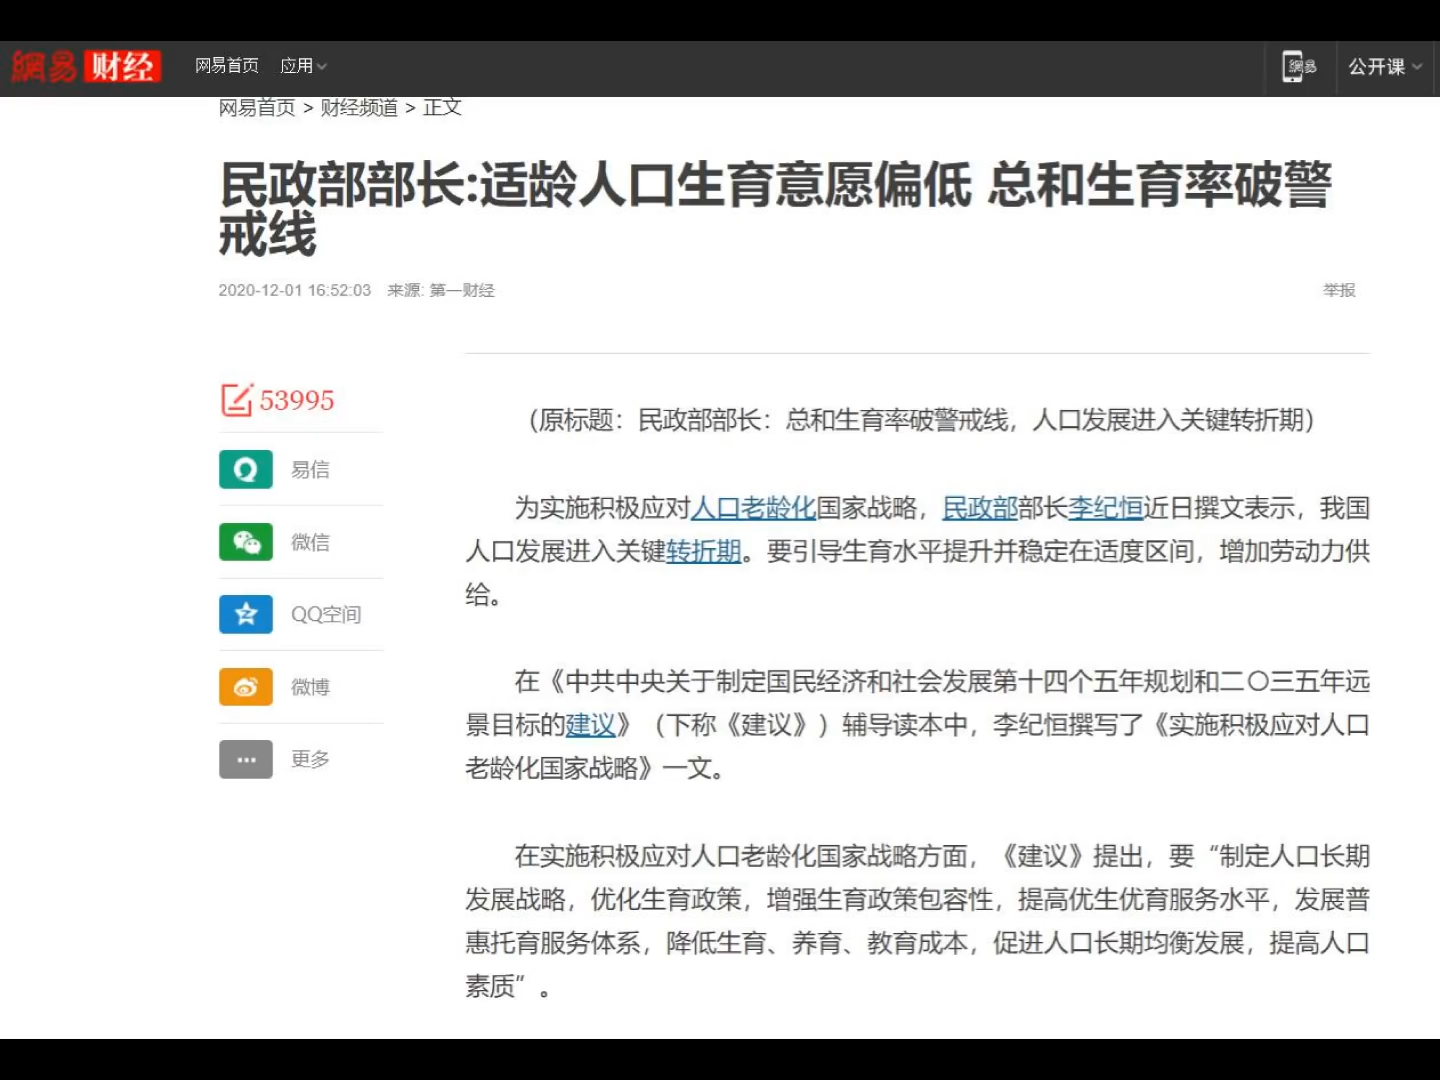 網易财经 网易首页 应用 網易 公开课
网易首页 > 财经频道 > 正文
民政部部长:适龄人口生育意愿偏低 总和生育率破警
戒线
2020-12-01 16:52:03 来源: 第一财经 举报
53995
易信
微信
QQ空间
微博
更多
（原标题：民政部部长：总和生育率破警戒线，人口发展进入关键转折期）
为实施积极应对人口老龄化国家战略，民政部部长李纪恒近日撰文表示，我国
人口发展进入关键转折期。要引导生育水平提升并稳定在适度区间，增加劳动力供
给。
在《中共中央关于制定国民经济和社会发展第十四个五年规划和二〇三五年远
景目标的建议》（下称《建议》）辅导读本中，李纪恒撰写了《实施积极应对人口
老龄化国家战略》一文。
在实施积极应对人口老龄化国家战略方面，《建议》提出，要“制定人口长期
发展战略，优化生育政策，增强生育政策包容性，提高优生优育服务水平，发展普
惠托育服务体系，降低生育、养育、教育成本，促进人口长期均衡发展，提高人口
素质”。